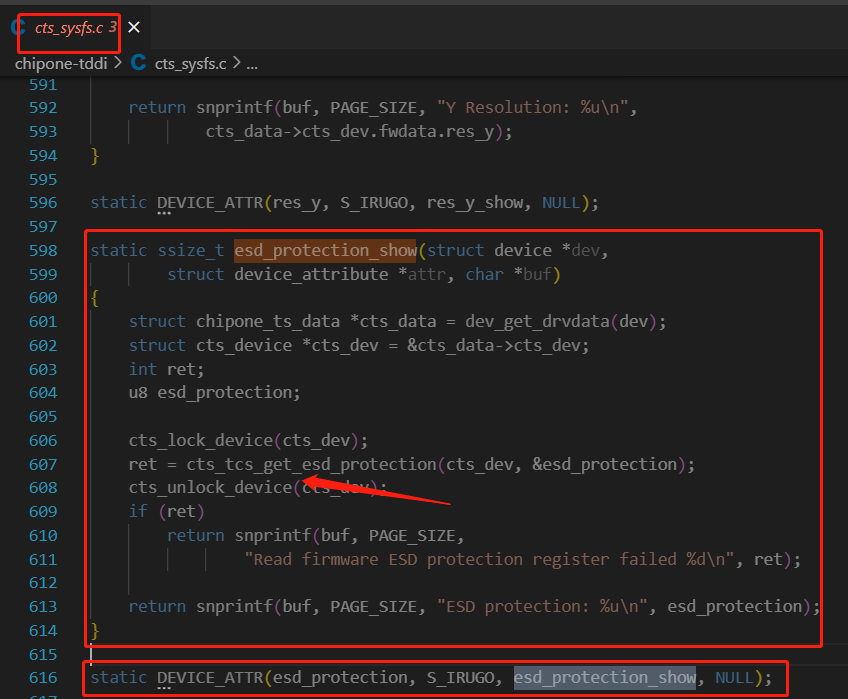 cts_sysfs.c 3 ✕
chipone-tddi > C cts_sysfs.c > ...
591
592 return snprintf(buf, PAGE_SIZE, "Y Resolution: %u\n",
593 cts_data->cts_dev.fwdata.res_y);
594 }
595
596 static DEVICE_ATTR(res_y, S_IRUGO, res_y_show, NULL);
597
598 static ssize_t esd_protection_show(struct device *dev,
599 struct device_attribute *attr, char *buf)
600 {
601 struct chipone_ts_data *cts_data = dev_get_drvdata(dev);
602 struct cts_device *cts_dev = &cts_data->cts_dev;
603 int ret;
604 u8 esd_protection;
605
606 cts_lock_device(cts_dev);
607 ret = cts_tcs_get_esd_protection(cts_dev, &esd_protection);
608 cts_unlock_device(cts_dev);
609 if (ret)
610 return snprintf(buf, PAGE_SIZE,
611 "Read firmware ESD protection register failed %d\n", ret);
612
613 return snprintf(buf, PAGE_SIZE, "ESD protection: %u\n", esd_protection);
614 }
615
616 static DEVICE_ATTR(esd_protection, S_IRUGO, esd_protection_show, NULL);